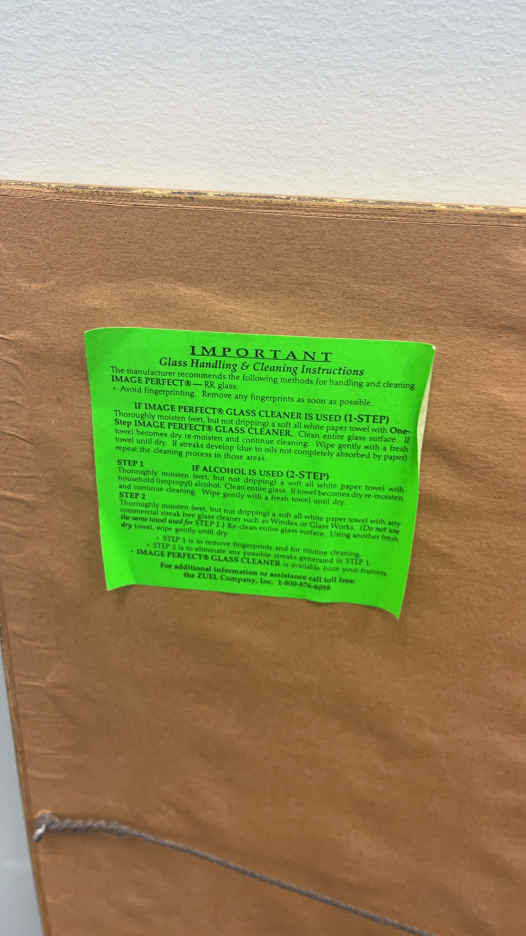 IMPORTANT
Glass Handling & Cleaning Instructions
The manufacturer recommends the following methods for handling and cleaning
IMAGE PERFECT® — RR glass.
• Avoid fingerprinting. Remove any fingerprints as soon as possible.
IF IMAGE PERFECT® GLASS CLEANER IS USED (1-STEP)
Thoroughly moisten (wet, but not dripping) a soft all white paper towel with One-
Step IMAGE PERFECT® GLASS CLEANER. Clean entire glass surface. If
towel becomes dry re-moisten and continue cleaning. Wipe gently with a fresh
towel until dry. If streaks develop (due to oils not completely absorbed by paper)
repeat the cleaning process in those areas.
IF ALCOHOL IS USED (2-STEP)
STEP 1
Thoroughly moisten (wet, but not dripping) a soft all white paper towel with
household (isopropyl) alcohol. Clean entire glass. If towel becomes dry re-moisten
and continue cleaning. Wipe gently with a fresh towel until dry.
STEP 2
Thoroughly moisten (wet, but not dripping) a soft all white paper towel with any
commercial streak free glass cleaner such as Windex or Glass Works. (Do not use
the same towel used for STEP 1.) Re-clean entire glass surface. Using another fresh
dry towel, wipe gently until dry.
• STEP 1 is to remove fingerprints and for routine cleaning.
• STEP 2 is to eliminate any possible streaks generated in STEP 1.
• IMAGE PERFECT® GLASS CLEANER is available from your framers.
For additional information or assistance call toll free:
the ZUEL Company, Inc. 1-800-876-6098